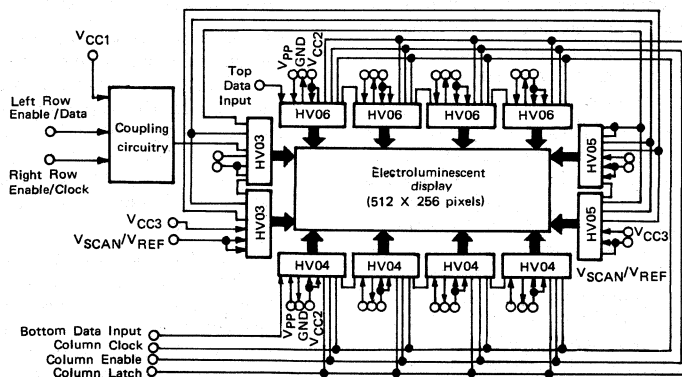 VCC1
Left Row
Enable/Data
Right Row
Enable/Clock
Coupling
circuitry
Top
Data
Input
VPP
GND
VCC2
HV06
HV06
HV06
HV06
HV03
HV03
Electroluminescent
display
(512 X 256 pixels)
HV05
HV05
VCC3
VSCAN/VREF
VCC3
VSCAN/VREF
HV04
HV04
HV04
HV04
VPP
GND
VCC2
Bottom Data Input
Column Clock
Column Enable
Column Latch